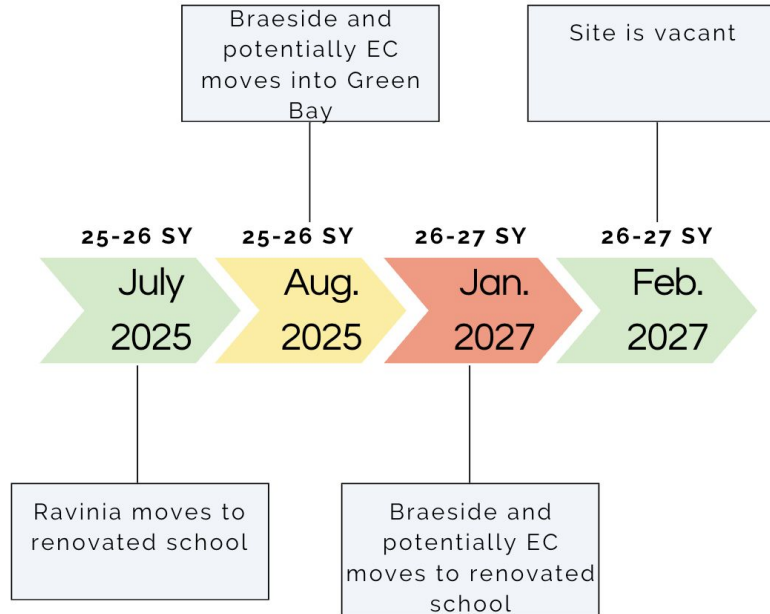 Braeside and
potentially EC
moves into Green
Bay
Site is vacant
25-26 SY
25-26 SY
26-27 SY
26-27 SY
July
2025
Aug.
2025
Jan.
2027
Feb.
2027
Ravinia moves to
renovated school
Braeside and
potentially EC
moves to renovated
school